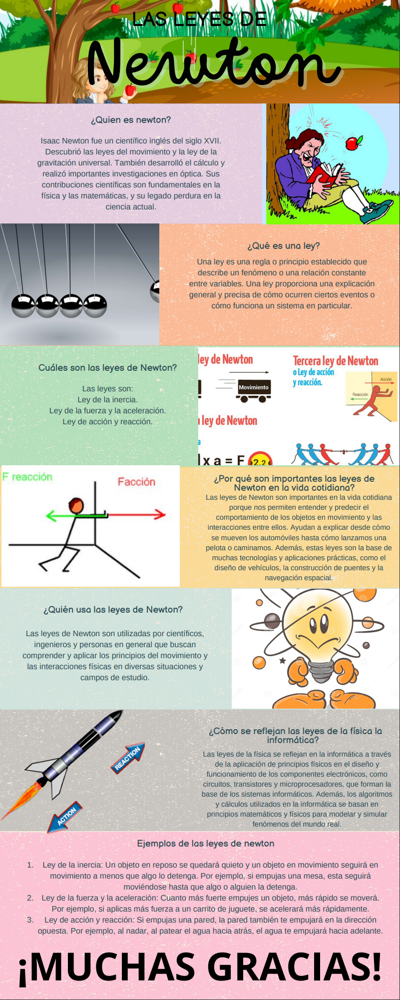 LAS LEYES DE
Newton
¿Quien es newton?
Isaac Newton fue un científico inglés del siglo XVII.
Descubrió las leyes del movimiento y la ley de la
gravitación universal. También desarrolló el cálculo y
realizó importantes investigaciones en óptica. Sus
contribuciones científicas son fundamentales en la
física y las matemáticas, y su legado perdura en la
ciencia actual.
¿Qué es una ley?
Una ley es una regla o principio establecido que
describe un fenómeno o una relación constante
entre variables. Una ley proporciona una explicación
general y precisa de cómo ocurren ciertos eventos o
cómo funciona un sistema en particular.
Cuáles son las leyes de Newton?
Las leyes son:
Ley de la inercia.
Ley de la fuerza y la aceleración.
Ley de acción y reacción.
ley de Newton
Movimiento
ley de Newton
x a = F
2.2
Tercera ley de Newton
o Ley de acción
y reacción.
Acción
Reacción
F reacción
Facción
¿Por qué son importantes las leyes de
Newton en la vida cotidiana?
Las leyes de Newton son importantes en la vida cotidiana
porque nos permiten entender y predecir el
comportamiento de los objetos en movimiento y las
interacciones entre ellos. Ayudan a explicar desde cómo
se mueven los automóviles hasta cómo lanzamos una
pelota o caminamos. Además, estas leyes son la base de
muchas tecnologías y aplicaciones prácticas, como el
diseño de vehículos, la construcción de puentes y la
navegación espacial.
¿Quién usa las leyes de Newton?
Las leyes de Newton son utilizadas por científicos,
ingenieros y personas en general que buscan
comprender y aplicar los principios del movimiento y
las interacciones físicas en diversas situaciones y
campos de estudio.
REACTION
ACTION
¿Cómo se reflejan las leyes de la física la
informática?
Las leyes de la física se reflejan en la informática a través
de la aplicación de principios físicos en el diseño y
funcionamiento de los componentes electrónicos, como
circuitos, transistores y microprocesadores, que forman la
base de los sistemas informáticos. Además, los algoritmos
y cálculos utilizados en la informática se basan en
principios matemáticos y físicos para modelar y simular
fenómenos del mundo real.
Ejemplos de las leyes de newton
1. Ley de la inercia: Un objeto en reposo se quedará quieto y un objeto en movimiento seguirá en
movimiento a menos que algo lo detenga. Por ejemplo, si empujas una mesa, esta seguirá
moviéndose hasta que algo o alguien la detenga.
2. Ley de la fuerza y la aceleración: Cuanto más fuerte empujes un objeto, más rápido se moverá.
Por ejemplo, si aplicas más fuerza a un carrito de juguete, se acelerará más rápidamente.
3. Ley de acción y reacción: Si empujas una pared, la pared también te empujará en la dirección
opuesta. Por ejemplo, al nadar, al patear el agua hacia atrás, el agua te empujará hacia adelante.
¡MUCHAS GRACIAS!